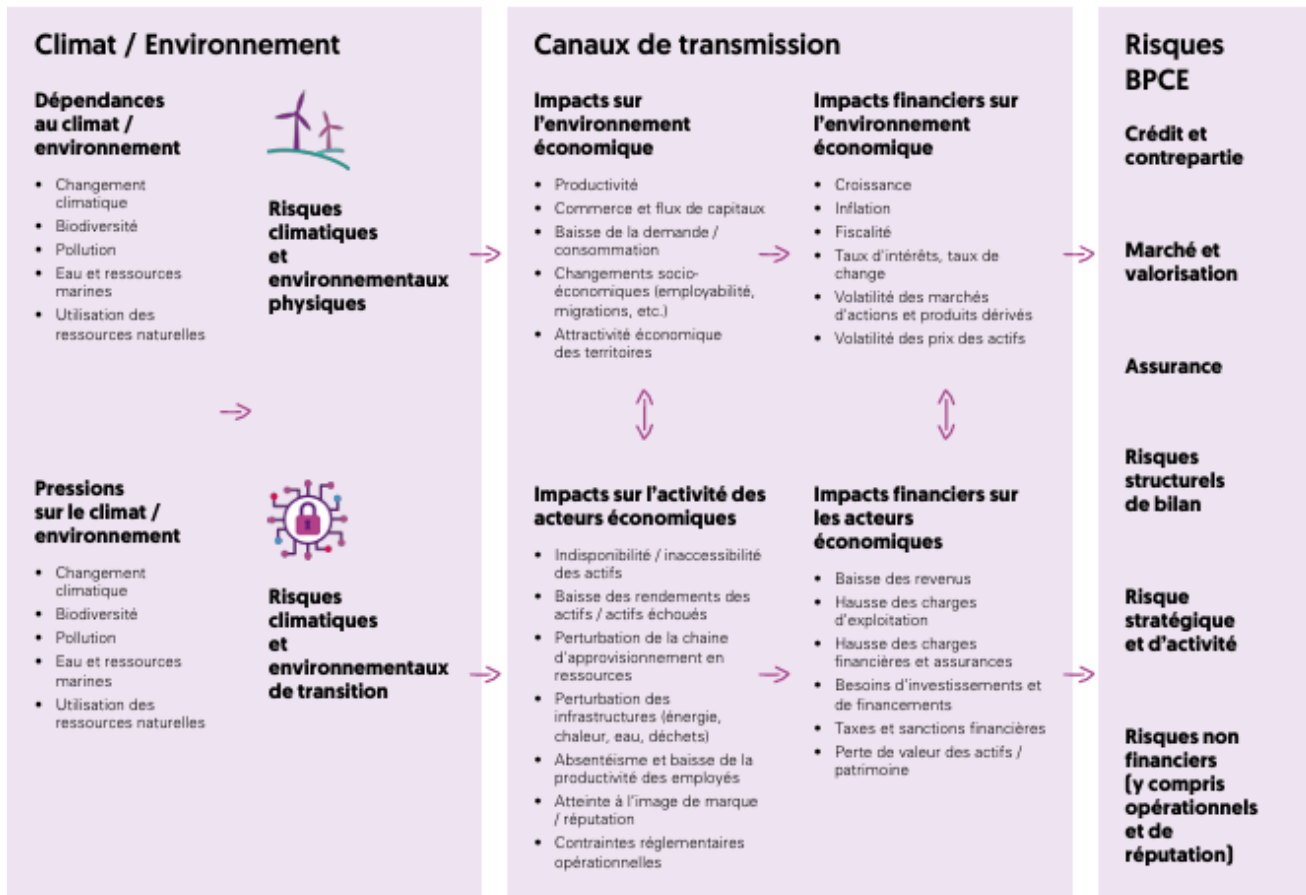 Climat / Environnement
Dépendances
au climat /
environnement
• Changement
climatique
• Biodiversité
• Pollution
• Eau et ressources
marines
• Utilisation des
ressources naturelles
Risques
climatiques
et
environnementaux
physiques
Pressions
sur le climat /
environnement
• Changement
climatique
• Biodiversité
• Pollution
• Eau et ressources
marines
• Utilisation des
ressources naturelles
Risques
climatiques
et
environnementaux
de transition
Canaux de transmission
Impacts sur
l'environnement
économique
• Productivité
• Commerce et flux de capitaux
• Baisse de la demande /
consommation
• Changements socio-
économiques (employabilité,
migrations, etc.)
• Attractivité économique
des territoires
Impacts financiers sur
l'environnement
économique
• Croissance
• Inflation
• Fiscalité
• Taux d'intérêts, taux de
change
• Volatilité des marchés
d'actions et produits dérivés
• Volatilité des prix des actifs
Impacts sur l'activité des
acteurs économiques
• Indisponibilité / inaccessibilité
des actifs
• Baisse des rendements des
actifs / actifs échoués
• Perturbation de la chaine
d'approvisionnement en
ressources
• Perturbation des
infrastructures (énergie,
chaleur, eau, déchets)
• Absentéisme et baisse de la
productivité des employés
• Atteinte à l'image de marque
/ réputation
• Contraintes réglementaires
opérationnelles
Impacts financiers sur
les acteurs
économiques
• Baisse des revenus
• Hausse des charges
d'exploitation
• Hausse des charges
financières et assurances
• Besoins d'investissements et
de financements
• Taxes et sanctions financières
• Perte de valeur des actifs /
patrimoine
Risques
BPCE
Crédit et
contrepartie
Marché et
valorisation
Assurance
Risques
structurels
de bilan
Risque
stratégique
et d'activité
Risques non
financiers
(y compris
opérationnels
et de
réputation)